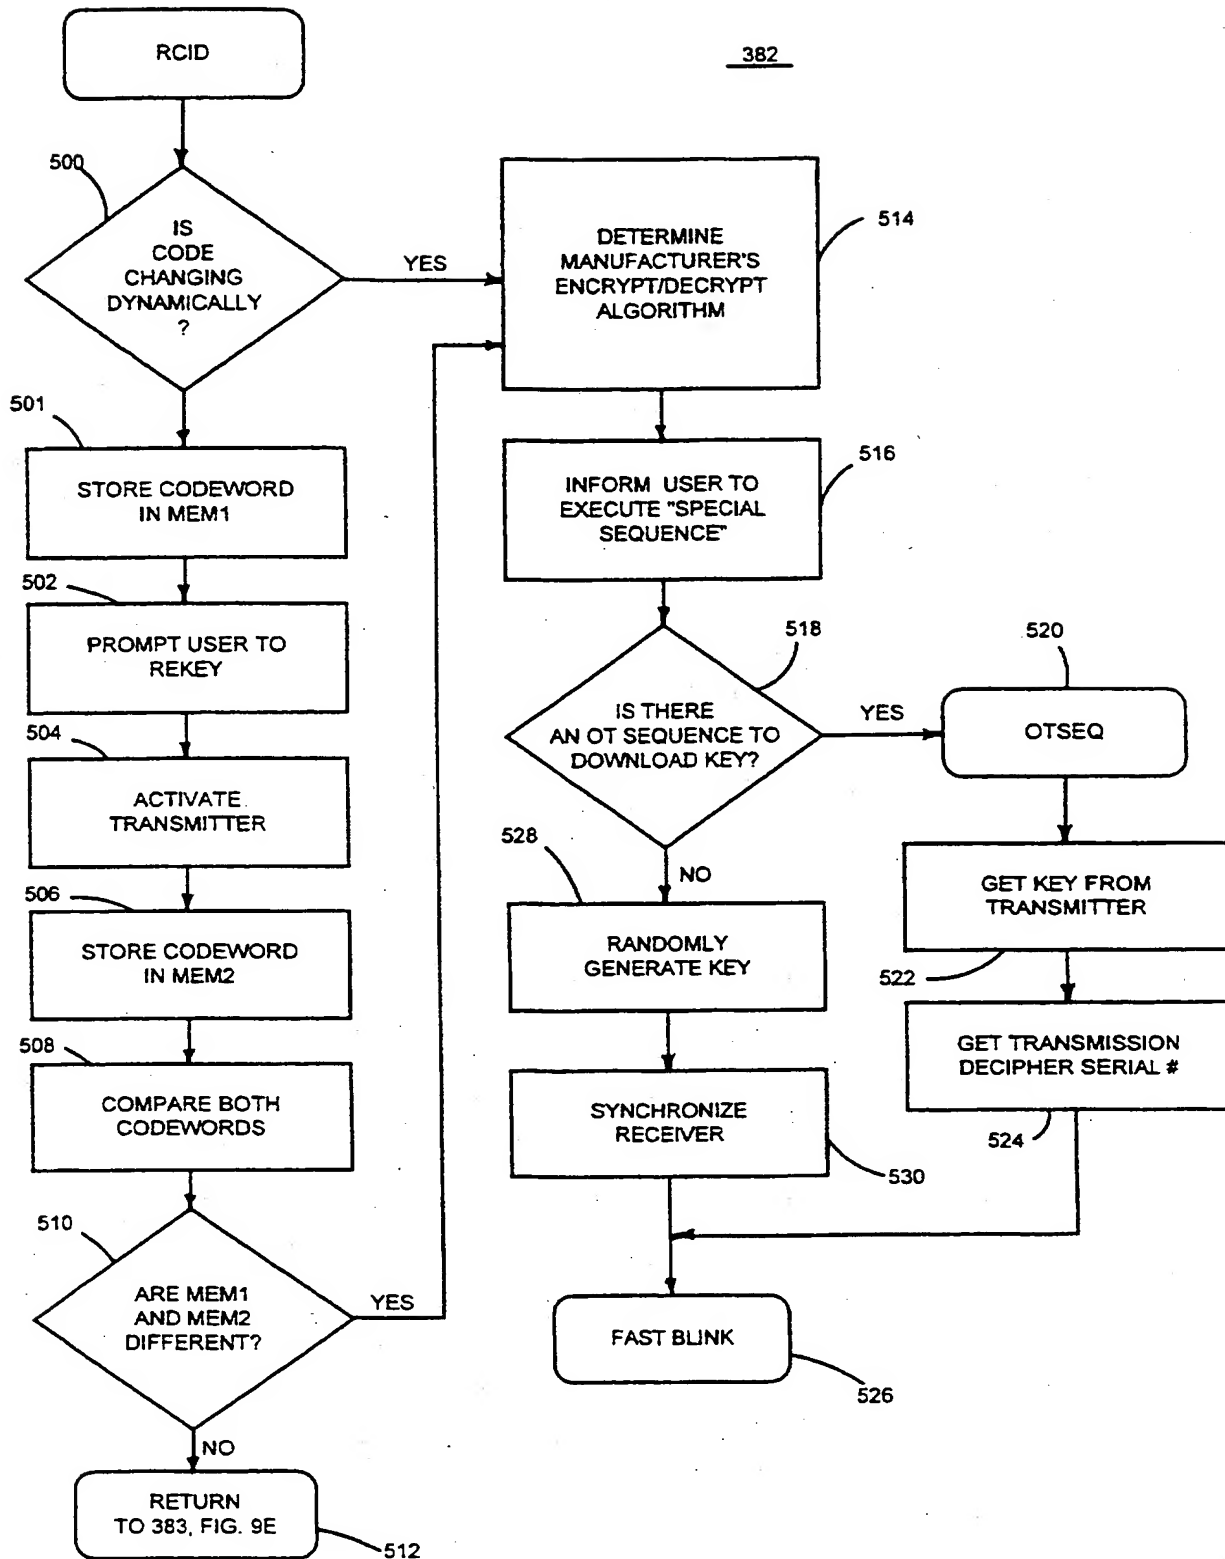 RCID
382
500
IS
CODE
CHANGING
DYNAMICALLY
?
YES
501
STORE CODEWORD
IN MEM1
502
PROMPT USER TO
REKEY
504
ACTIVATE
TRANSMITTER
506
STORE CODEWORD
IN MEM2
508
COMPARE BOTH
CODEWORDS
510
ARE MEM1
AND MEM2
DIFFERENT?
YES
NO
RETURN
TO 383, FIG. 9E
512
DETERMINE
MANUFACTURER'S
ENCRYPT/DECRYPT
ALGORITHM
514
INFORM USER TO
EXECUTE "SPECIAL
SEQUENCE"
516
518
IS THERE
AN OT SEQUENCE TO
DOWNLOAD KEY?
YES
NO
520
OTSEQ
GET KEY FROM
TRANSMITTER
522
GET TRANSMISSION
DECIPHER SERIAL #
524
528
RANDOMLY
GENERATE KEY
SYNCHRONIZE
RECEIVER
530
FAST BLINK
526